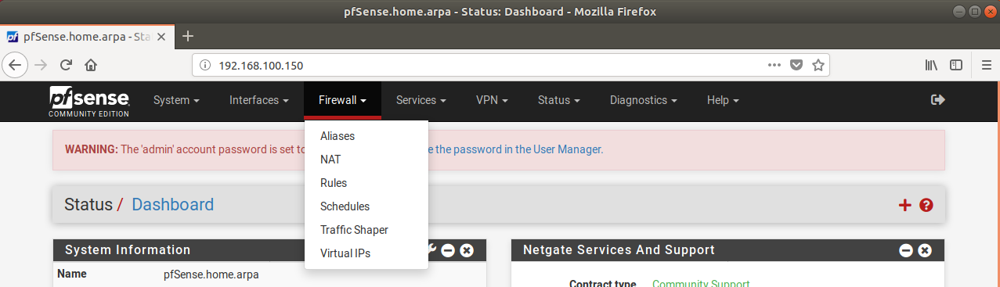 pfSense.home.arpa - Status: Dashboard - Mozilla Firefox
pf pfSense.home.arpa - Sta
192.168.100.150
pfsense
COMMUNITY EDITION
System Interfaces Firewall Services VPN Status Diagnostics Help
Aliases
NAT
Rules
Schedules
Traffic Shaper
Virtual IPs
WARNING: The 'admin' account password is set to e the password in the User Manager.
Status / Dashboard
System Information
Name pfSense.home.arpa
Netgate Services And Support
Contract type Community Support